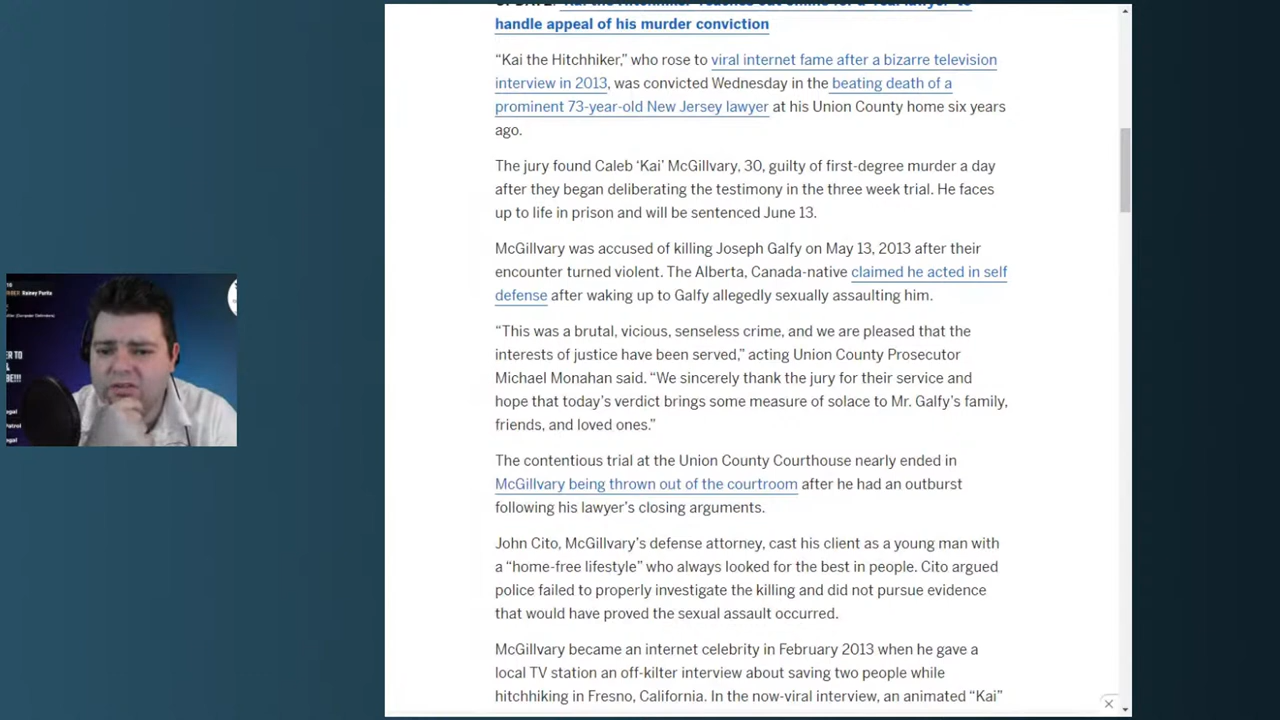 handle appeal of his murder conviction
“Kai the Hitchhiker,” who rose to viral internet fame after a bizarre television
interview in 2013, was convicted Wednesday in the beating death of a
prominent 73-year-old New Jersey lawyer at his Union County home six years
ago.
The jury found Caleb ‘Kai’ McGillvary, 30, guilty of first-degree murder a day
after they began deliberating the testimony in the three week trial. He faces
up to life in prison and will be sentenced June 13.
McGillvary was accused of killing Joseph Galfy on May 13, 2013 after their
encounter turned violent. The Alberta, Canada-native claimed he acted in self
defense after waking up to Galfy allegedly sexually assaulting him.
“This was a brutal, vicious, senseless crime, and we are pleased that the
interests of justice have been served,” acting Union County Prosecutor
Michael Monahan said. “We sincerely thank the jury for their service and
hope that today’s verdict brings some measure of solace to Mr. Galfy’s family,
friends, and loved ones.”
The contentious trial at the Union County Courthouse nearly ended in
McGillvary being thrown out of the courtroom after he had an outburst
following his lawyer’s closing arguments.
John Cito, McGillvary’s defense attorney, cast his client as a young man with
a “home-free lifestyle” who always looked for the best in people. Cito argued
police failed to properly investigate the killing and did not pursue evidence
that would have proved the sexual assault occurred.
McGillvary became an internet celebrity in February 2013 when he gave a
local TV station an off-kilter interview about saving two people while
hitchhiking in Fresno, California. In the now-viral interview, an animated “Kai”